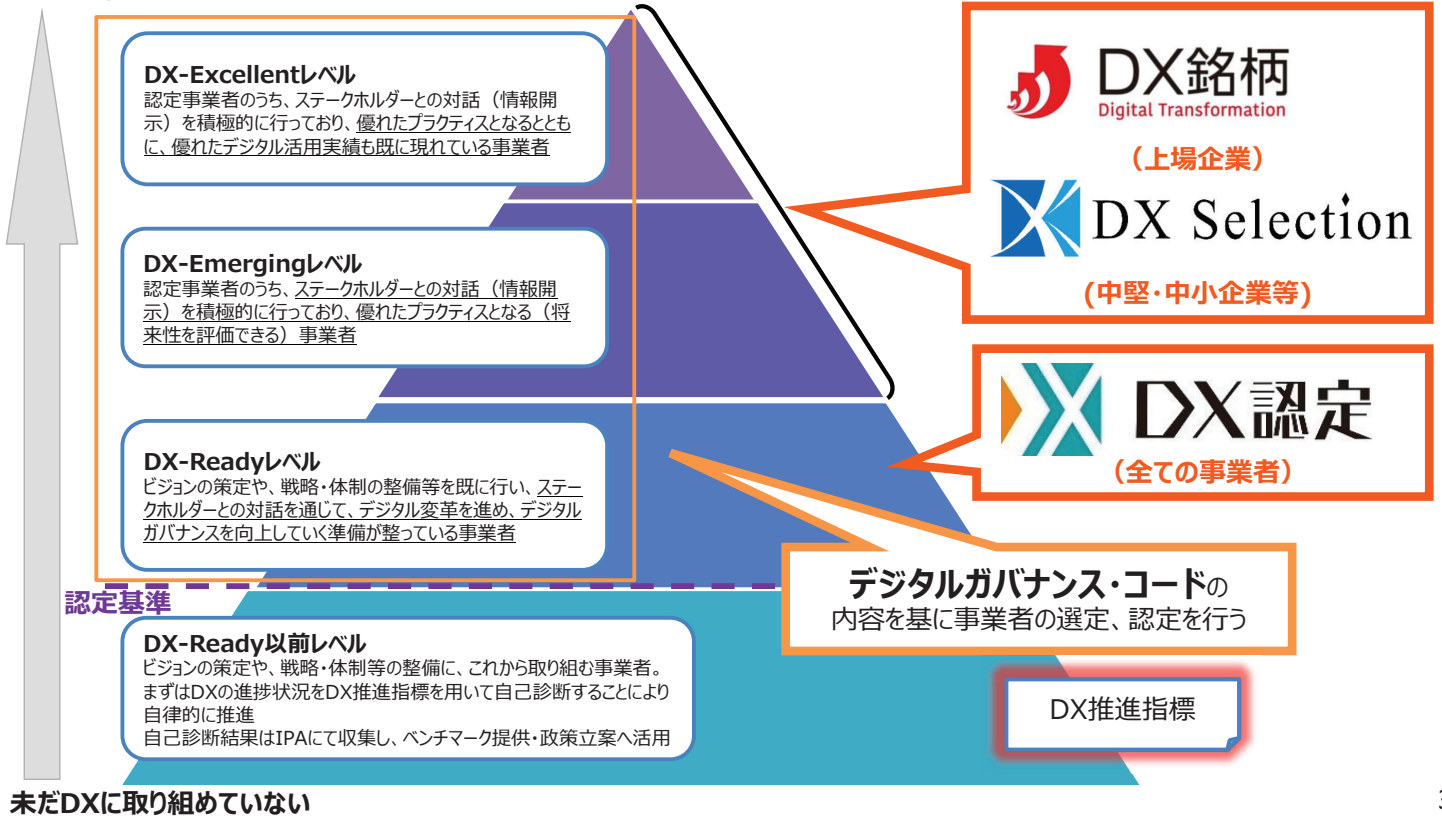 DX-Excellentレベル
認定事業者のうち、ステークホルダーとの対話（情報開
示）を積極的に行っており、優れたプラクティスとなるととも
に、優れたデジタル活用実績も既に現れている事業者
DX-Emergingレベル
認定事業者のうち、ステークホルダーとの対話（情報開
示）を積極的に行っており、優れたプラクティスとなる（将
来性を評価できる）事業者
DX-Readyレベル
ビジョンの策定や、戦略・体制の整備等を既に行い、ステー
クホルダーとの対話を通じて、デジタル変革を進め、デジタル
ガバナンスを向上していく準備が整っている事業者
認定基準
DX-Ready以前レベル
ビジョンの策定や、戦略・体制等の整備に、これから取り組む事業者。
まずはDXの進捗状況をDX推進指標を用いて自己診断することにより
自律的に推進
自己診断結果はIPAにて収集し、ベンチマーク提供・政策立案へ活用
未だDXに取り組めていない
DX銘柄
Digital Transformation
（上場企業）
DX Selection
(中堅・中小企業等)
DX認定
（全ての事業者）
デジタルガバナンス・コードの
内容を基に事業者の選定、認定を行う
DX推進指標